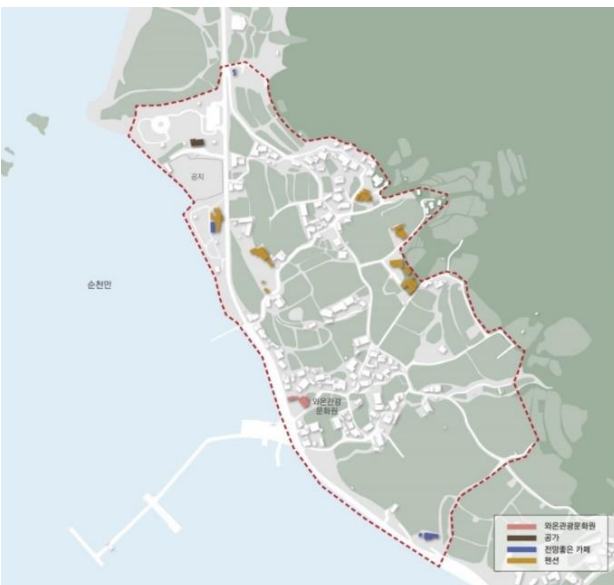 공지
순천만
와온관광
문화원
와온관광문화원
공가
전망좋은 카페
펜션